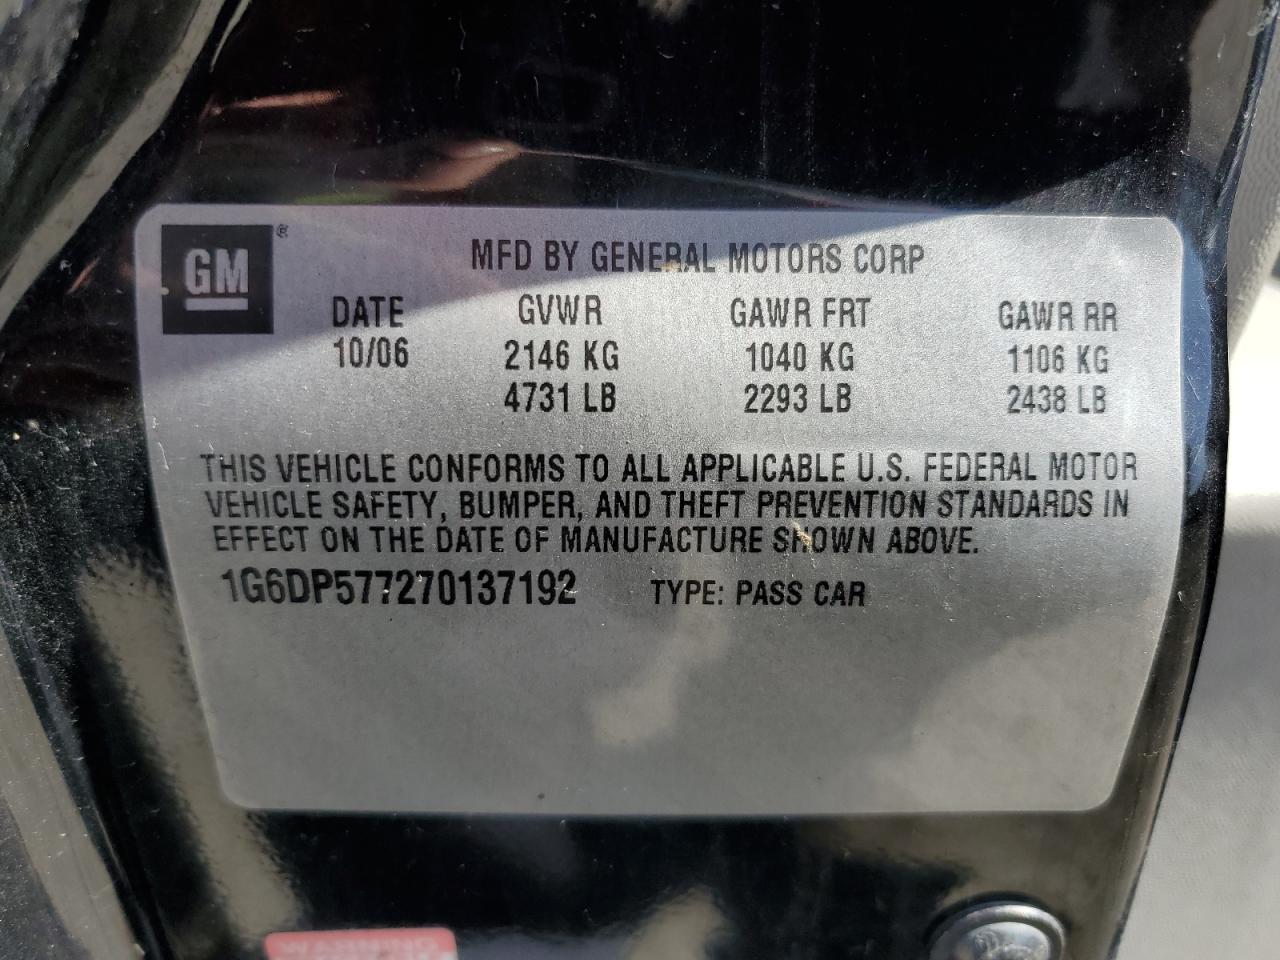 GM®
MFD BY GENERAL MOTORS CORP
DATE GVWR GAWR FRT GAWR RR
10/06 2146 KG 1040 KG 1106 KG
4731 LB 2293 LB 2438 LB
THIS VEHICLE CONFORMS TO ALL APPLICABLE U.S. FEDERAL MOTOR
VEHICLE SAFETY, BUMPER, AND THEFT PREVENTION STANDARDS IN
EFFECT ON THE DATE OF MANUFACTURE SHOWN ABOVE.
1G6DP577270137192 TYPE: PASS CAR
WARNING